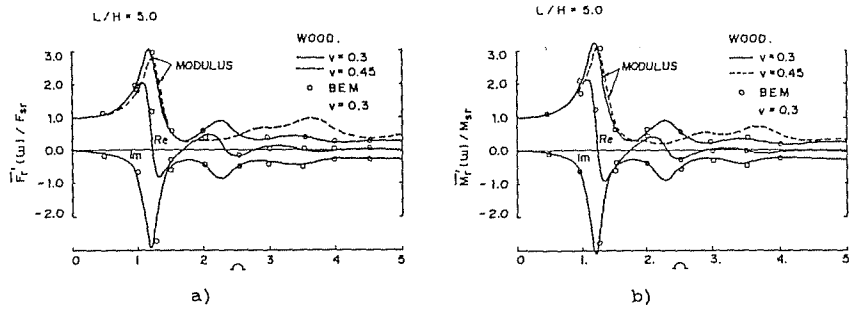 L/H = 5.0
WOOD.
ν = 0.3
ν = 0.45
BEM
ν = 0.3
MODULUS
Re
Im
F̅r'(ω) / Fsr
3.0
2.0
1.0
0.0
-1.0
-2.0
0
1
2
3
4
5
Ω
a)
L/H = 5.0
WOOD.
ν = 0.3
ν = 0.45
BEM
ν = 0.3
MODULUS
Re
Im
M̅r'(ω) / Msr
3.0
2.0
1.0
0.0
-1.0
-2.0
0
1.
2.
3.
4.
5
Ω
b)